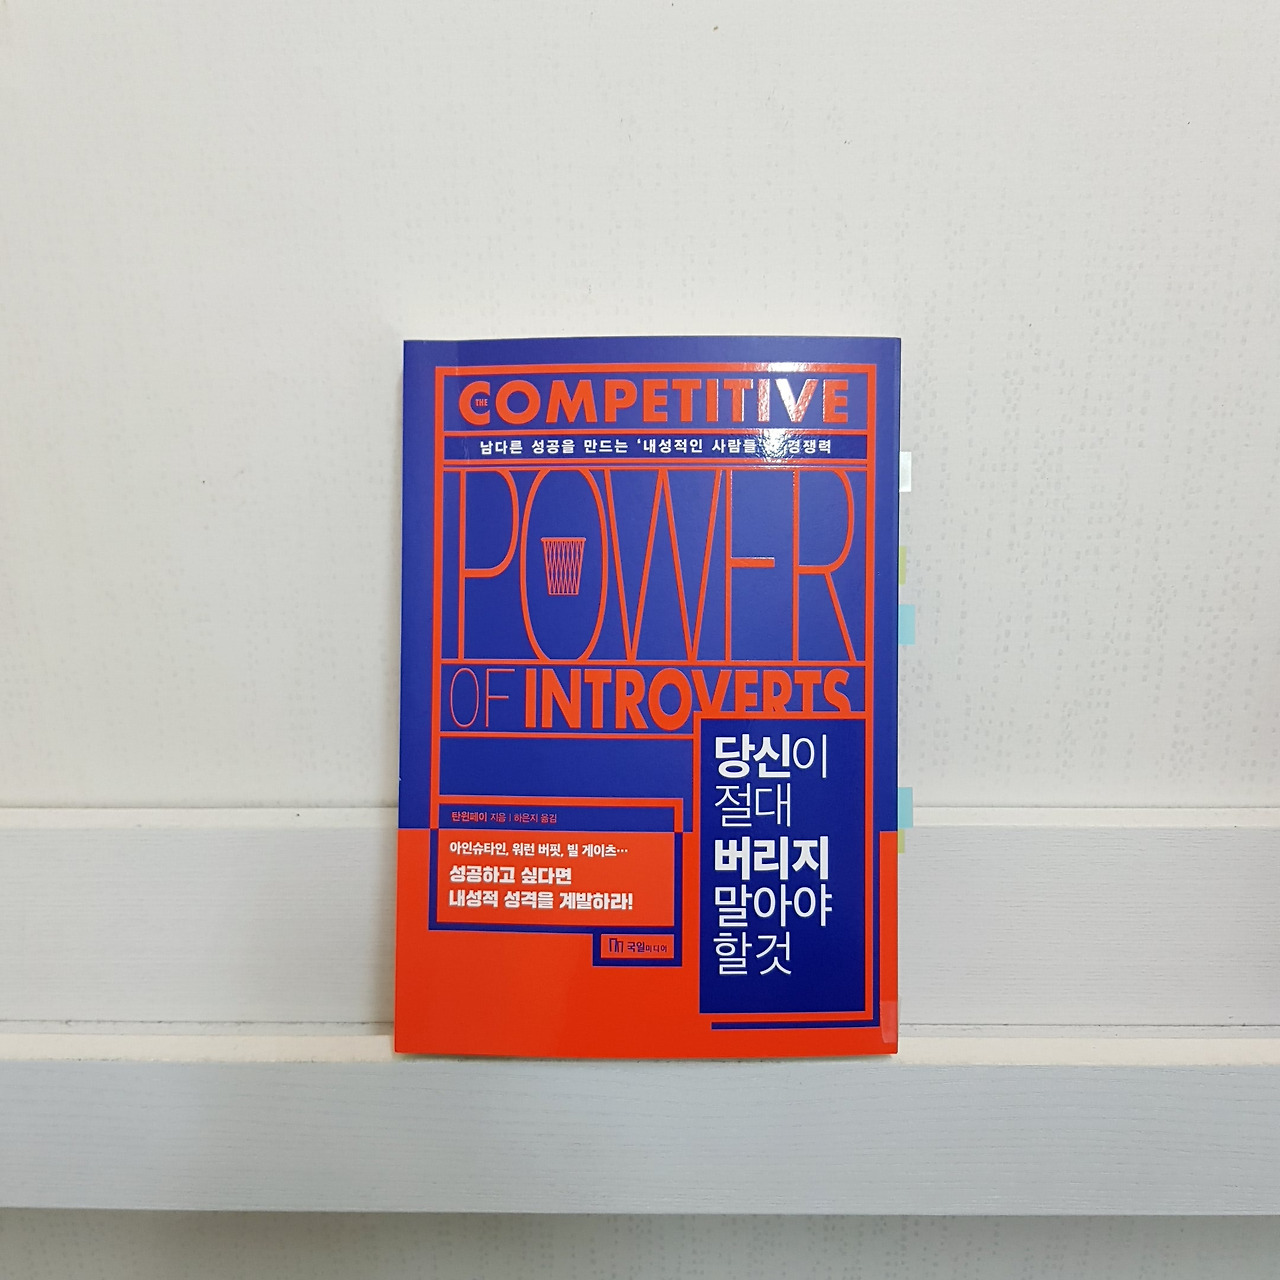 THE COMPETITIVE
남다른 성공을 만드는 ‘내성적인 사람들 경쟁력
POWER
OF INTROVERTS
당신이
절대
버리지
말아야
할 것
탄윈페이 지음 | 하은지 옮김
아인슈타인, 워런 버핏, 빌 게이츠…
성공하고 싶다면
내성적 성격을 계발하라!
국일미디어